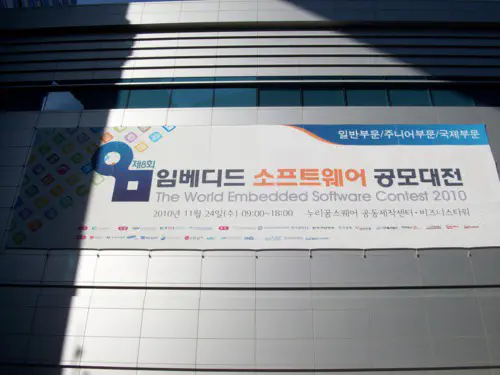 일반부문/주니어부문/국제부문
제8회
임베디드 소프트웨어 공모대전
The World Embedded Software Contest 2010
2010년 11월 24일(수) 09:00~18:00 누리꿈스퀘어 공동제작센터·비즈니스타워